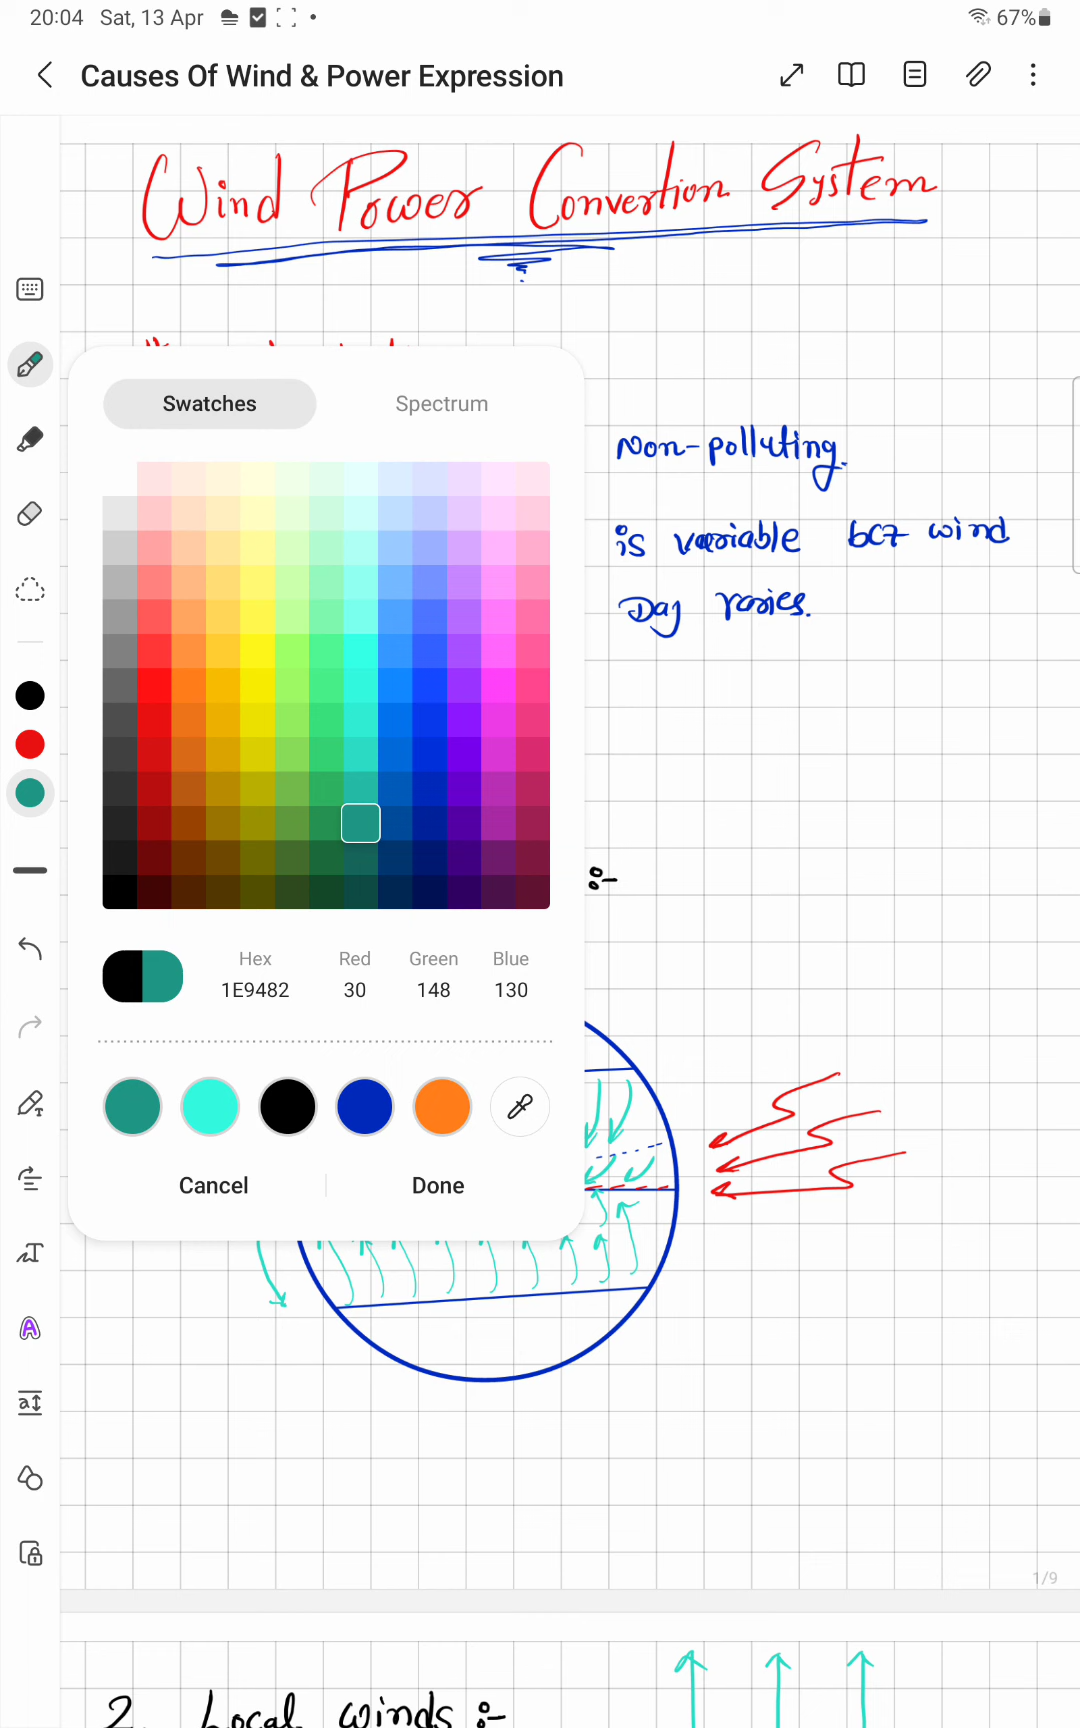 20:04 Sat, 13 Apr 67%
Causes Of Wind & Power Expression
Wind Power Convertion System
Swatches Spectrum
Non-polluting.
is variable bcz wind
Day varies.
:-
Hex Red Green Blue
1E9482 30 148 130
Cancel Done
1/9
2. Local winds :-